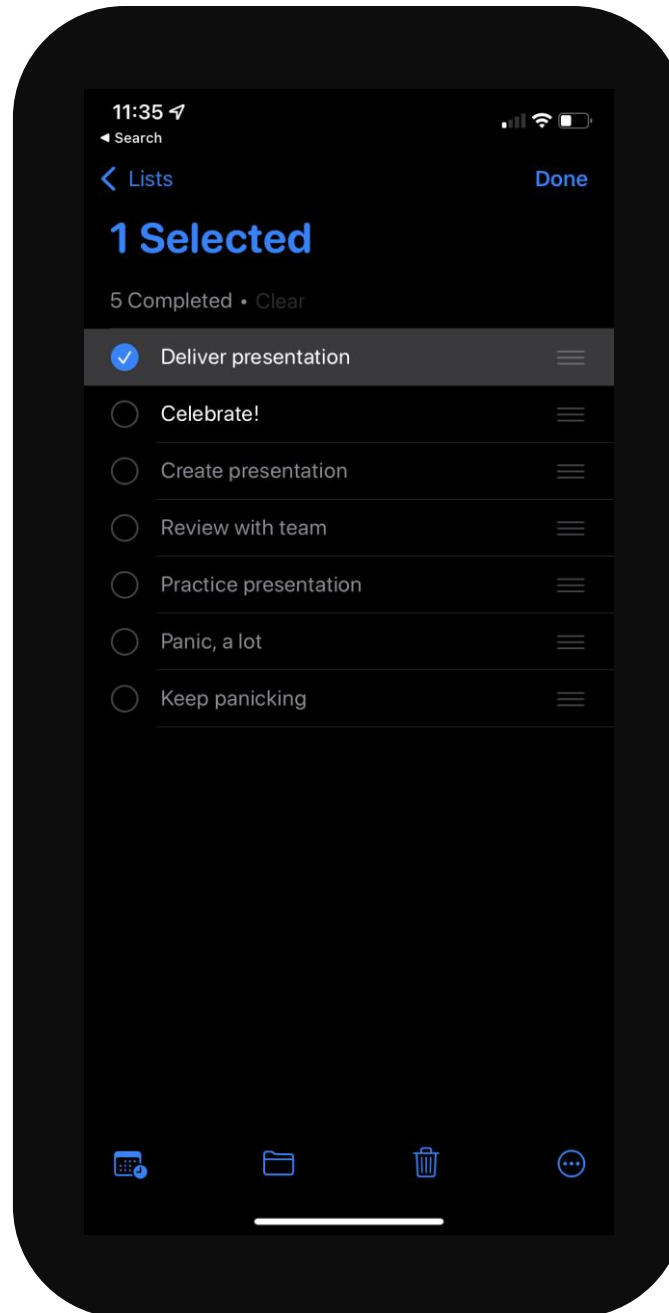 11:35
◀ Search
Lists
Done
1 Selected
5 Completed • Clear
Deliver presentation
Celebrate!
Create presentation
Review with team
Practice presentation
Panic, a lot
Keep panicking